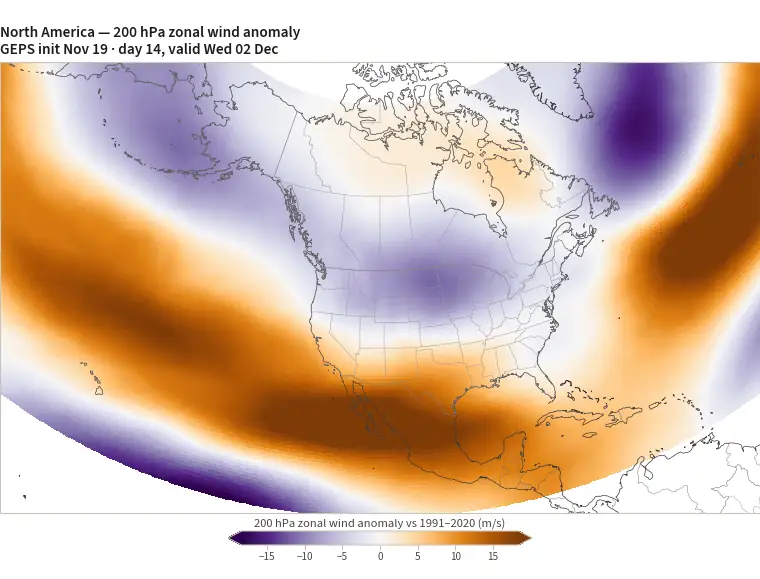 North America — 200 hPa zonal wind anomaly
GEPS init Nov 19 · day 14, valid Wed 02 Dec
200 hPa zonal wind anomaly vs 1991–2020 (m/s)
−15 −10 −5 0 5 10 15